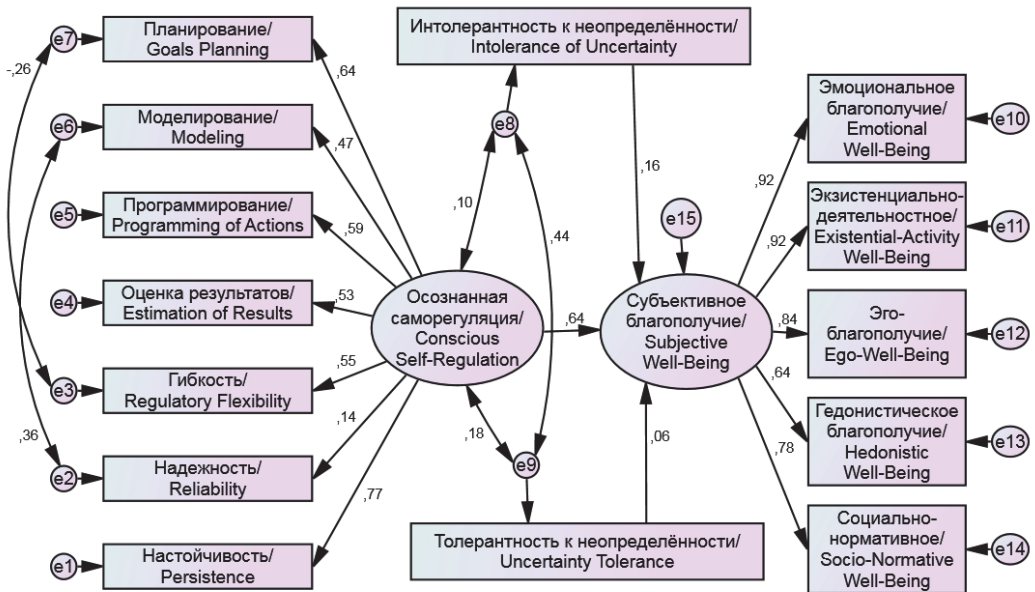 e7
Планирование/
Goals Planning
-,26
,64
e6
Моделирование/
Modeling
,47
e5
Программирование/
Programming of Actions
,59
e4
Оценка результатов/
Estimation of Results
,53
e3
Гибкость/
Regulatory Flexibility
,55
,36
e2
Надежность/
Reliability
,14
e1
Настойчивость/
Persistence
,77
Интолерантность к неопределённости/
Intolerance of Uncertainty
e8
,10
,44
,16
Осознанная
саморегуляция/
Conscious
Self-Regulation
,64
,18
e9
,06
Толерантность к неопределённости/
Uncertainty Tolerance
e15
Субъективное
благополучие/
Subjective
Well-Being
,92
Эмоциональное
благополучие/
Emotional
Well-Being
e10
,92
Экзистенциально-
деятельностное/
Existential-Activity
Well-Being
e11
,84
Эго-
благополучие/
Ego-Well-Being
e12
,64
Гедонистическое
благополучие/
Hedonistic
Well-Being
e13
,78
Социально-
нормативное/
Socio-Normative
Well-Being
e14